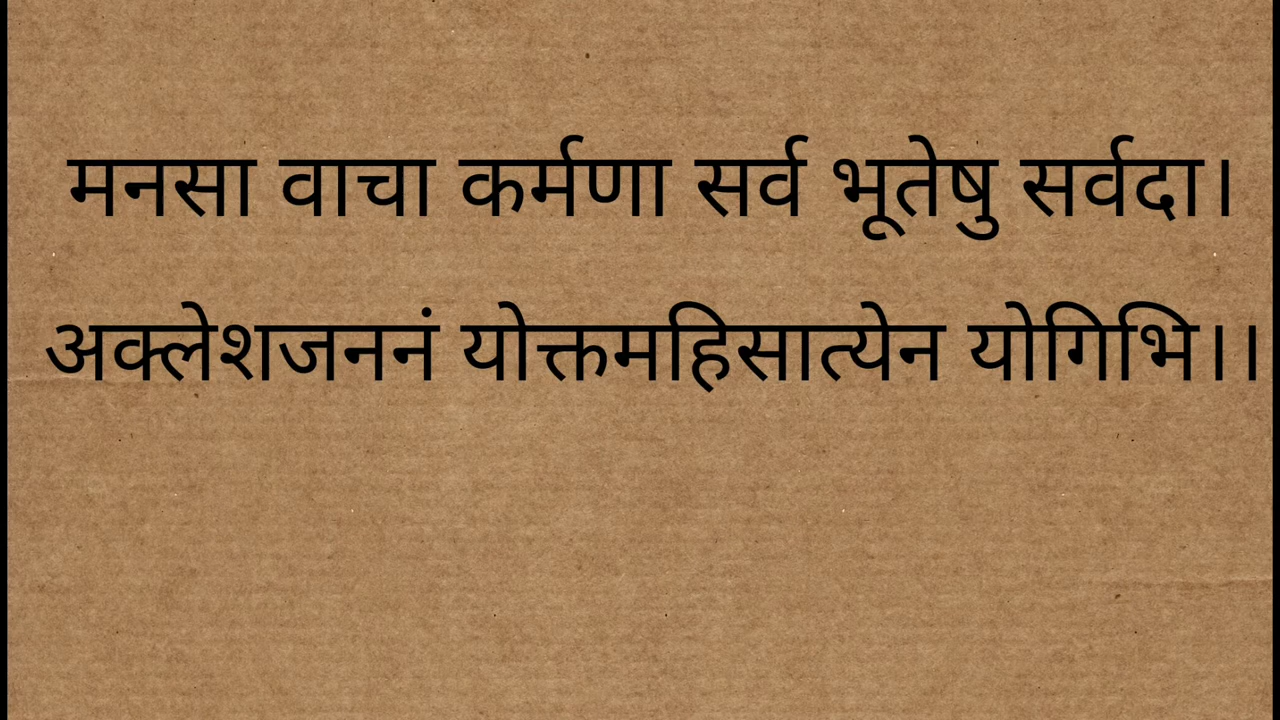 मनसा वाचा कर्मणा सर्व भूतेषु सर्वदा।
अक्लेशजननं योक्तमहिसात्येन योगिभि।।